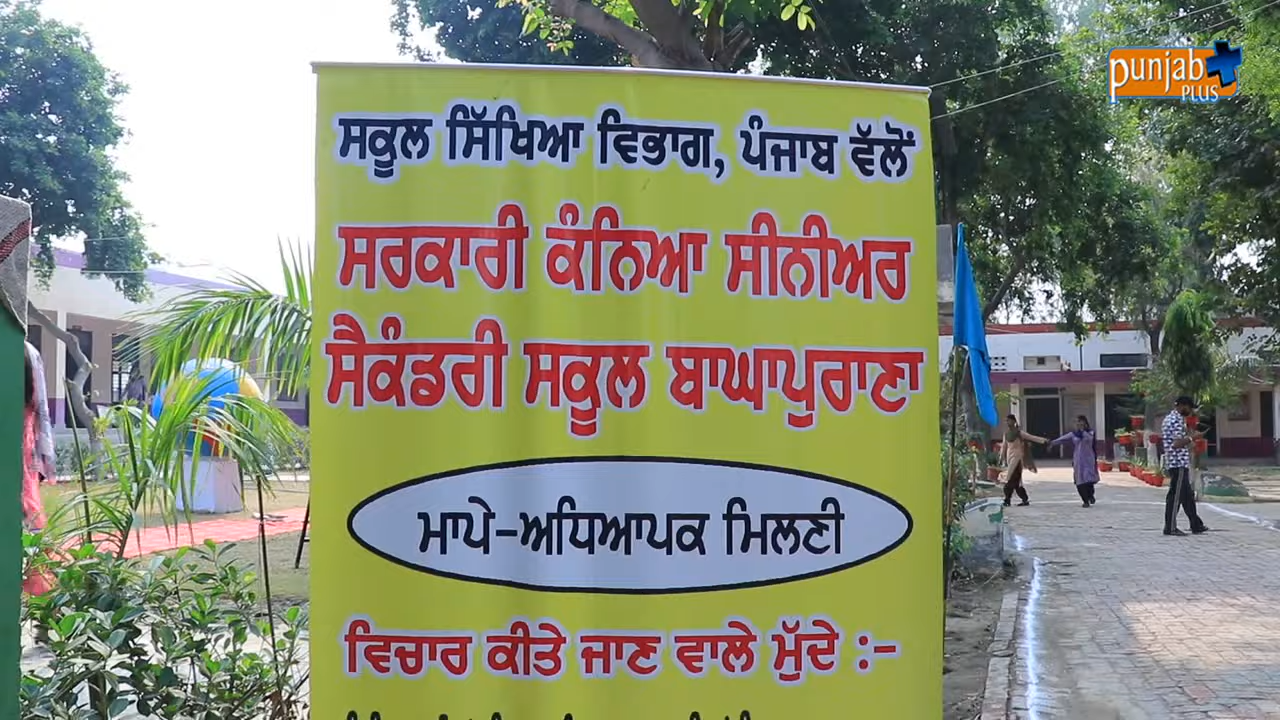 punjab
PLUS
ਸਕੂਲ ਸਿੱਖਿਆ ਵਿਭਾਗ, ਪੰਜਾਬ ਵੱਲੋਂ
ਸਰਕਾਰੀ ਕੰਨਿਆ ਸੀਨੀਅਰ
ਸੈਕੰਡਰੀ ਸਕੂਲ ਬਾਘਾਪੁਰਾਣਾ
ਮਾਪੇ-ਅਧਿਆਪਕ ਮਿਲਣੀ
ਵਿਚਾਰ ਕੀਤੇ ਜਾਣ ਵਾਲੇ ਮੁੱਦੇ :-